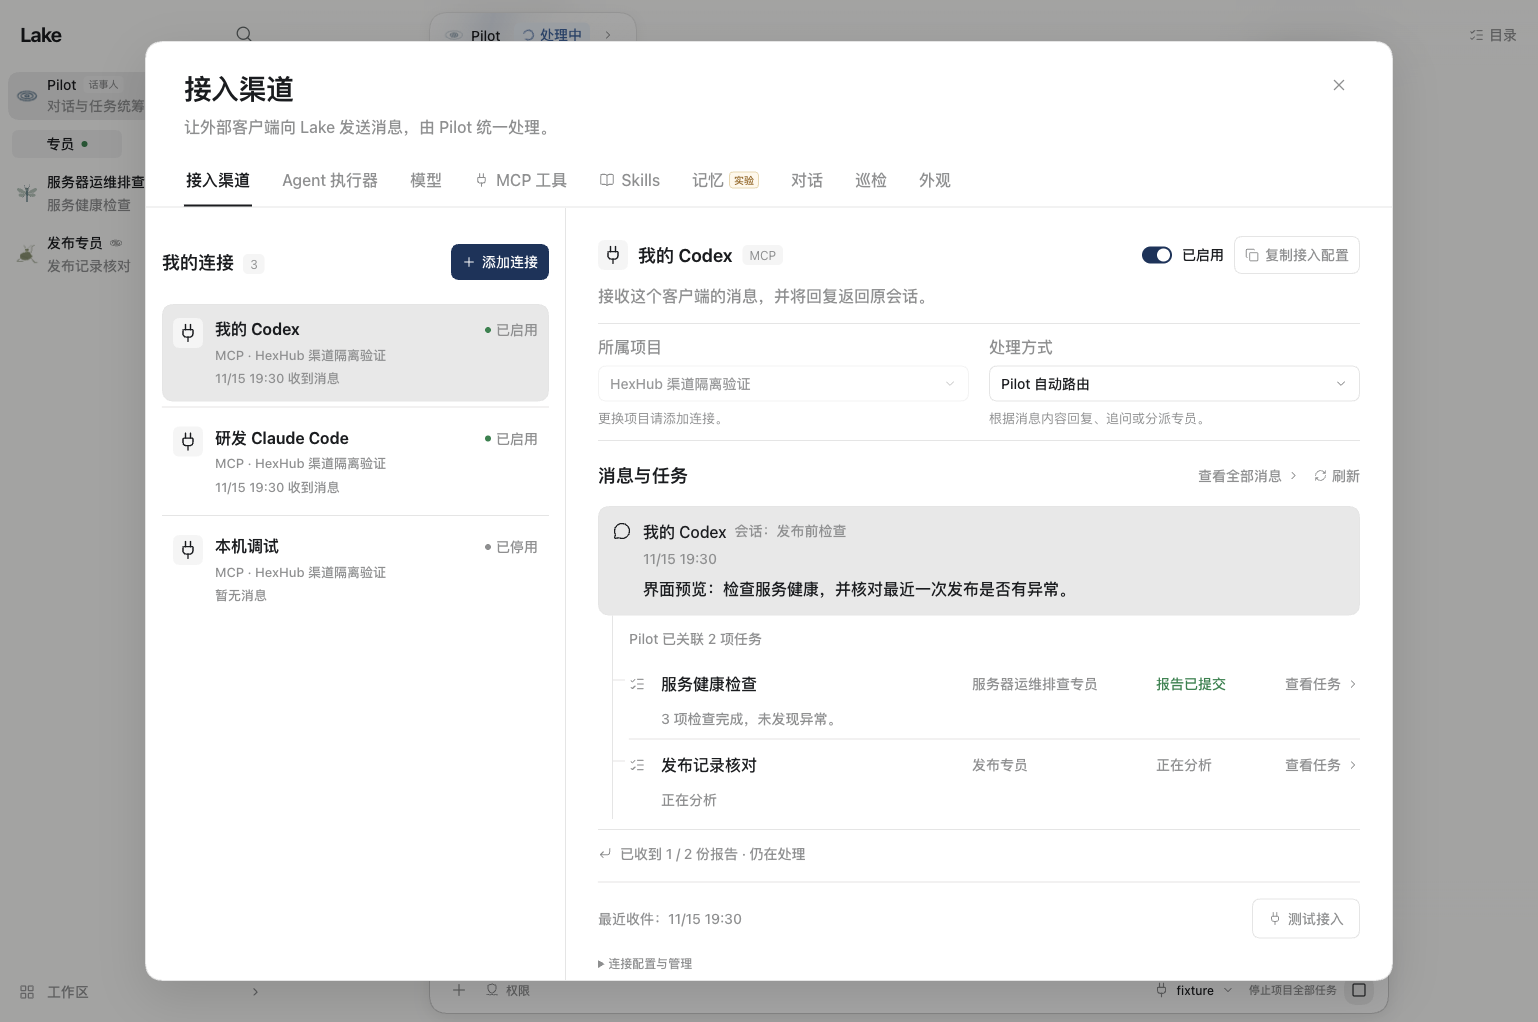 Lake
Pilot
处理中
目录
Pilot 话事人
对话与任务统筹
专员
服务器运维排查
服务健康检查
发布专员
发布记录核对
工作区
接入渠道
让外部客户端向 Lake 发送消息，由 Pilot 统一处理。
接入渠道 Agent 执行器 模型 MCP 工具 Skills 记忆 实验 对话 巡检 外观
我的连接 3
添加连接
我的 Codex
已启用
MCP · HexHub 渠道隔离验证
11/15 19:30 收到消息
研发 Claude Code
已启用
MCP · HexHub 渠道隔离验证
11/15 19:30 收到消息
本机调试
已停用
MCP · HexHub 渠道隔离验证
暂无消息
我的 Codex MCP
已启用
复制接入配置
接收这个客户端的消息，并将回复返回原会话。
所属项目
HexHub 渠道隔离验证
更换项目请添加连接。
处理方式
Pilot 自动路由
根据消息内容回复、追问或分派专员。
消息与任务
查看全部消息
刷新
我的 Codex 会话：发布前检查
11/15 19:30
界面预览：检查服务健康，并核对最近一次发布是否有异常。
Pilot 已关联 2 项任务
服务健康检查 服务器运维排查专员 报告已提交 查看任务
3 项检查完成，未发现异常。
发布记录核对 发布专员 正在分析 查看任务
正在分析
已收到 1 / 2 份报告 · 仍在处理
最近收件：11/15 19:30
测试接入
连接配置与管理
权限
fixture
停止项目全部任务